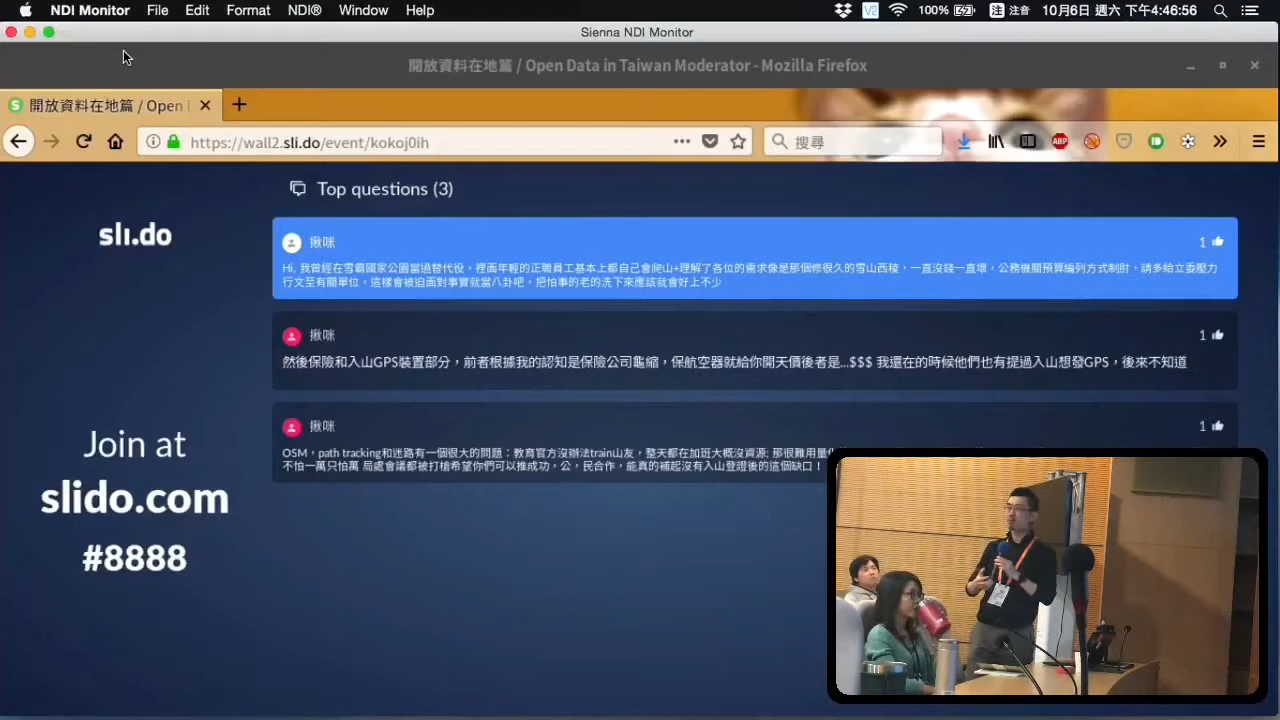 NDI Monitor File Edit Format NDI® Window Help 100% 注 注音 10月6日 週六 下午4:46:56
Sienna NDI Monitor
開放資料在地篇 / Open Data in Taiwan Moderator - Mozilla Firefox
開放資料在地篇 / Open
https://wall2.sli.do/event/kokoj0ih 搜尋 ABP
Top questions (3)
sli.do
揪咪 1
Hi, 我曾經在雪霸國家公園當過替代役，裡面年輕的正職員工基本上都自己會爬山+理解了各位的需求像是那個修很久的雪山西稜，一直沒錢一直壞，公務機關預算編列方式制肘，請多給立委壓力
行文至有關單位，這樣會被迫面對事實就當八卦吧，把怕事的老的洗下來應該就會好上不少
揪咪 1
然後保險和入山GPS裝置部分，前者根據我的認知是保險公司龜縮，保航空器就給你開天價後者是...$$$ 我還在的時候他們也有提過入山想發GPS，後來不知道
揪咪 1
OSM，path tracking和迷路有一個很大的問題：教育官方沒辦法train山友，整天都在加班大概沒資源; 那很難用量
不怕一萬只怕萬 局處會議都被打槍希望你們可以推成功，公，民合作，能真的補起沒有入山登證後的這個缺口！
Join at
slido.com
#8888